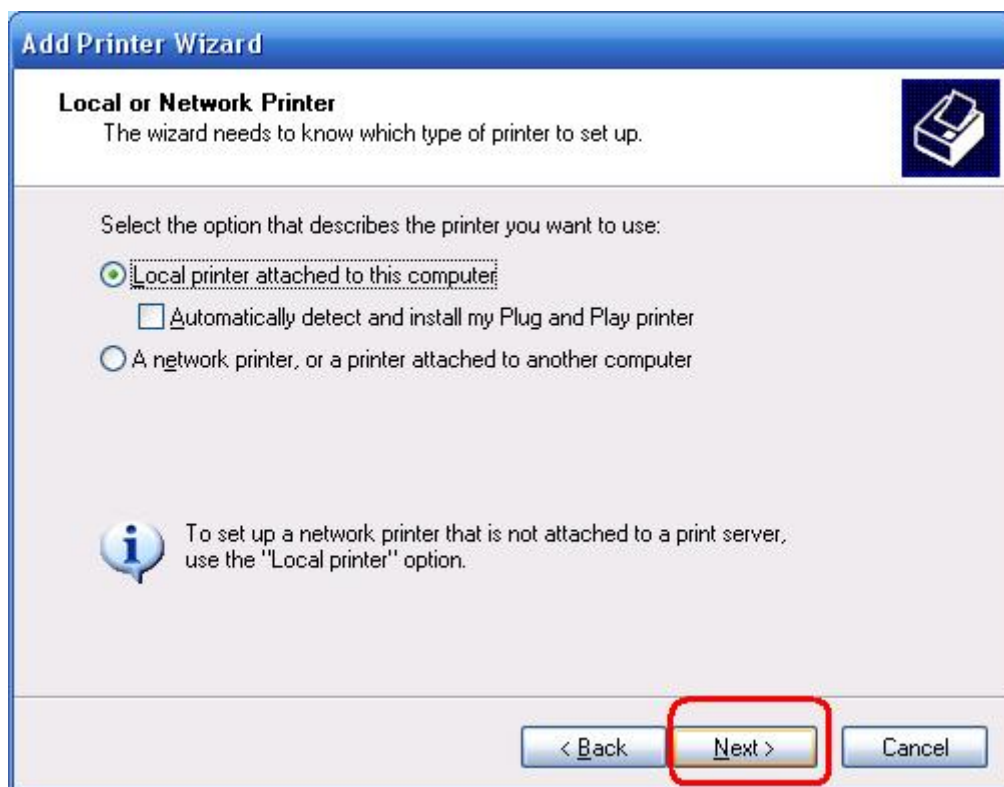 Add Printer Wizard
Local or Network Printer
The wizard needs to know which type of printer to set up.
Select the option that describes the printer you want to use:
Local printer attached to this computer
Automatically detect and install my Plug and Play printer
A network printer, or a printer attached to another computer
To set up a network printer that is not attached to a print server,
use the "Local printer" option.
< Back Next > Cancel